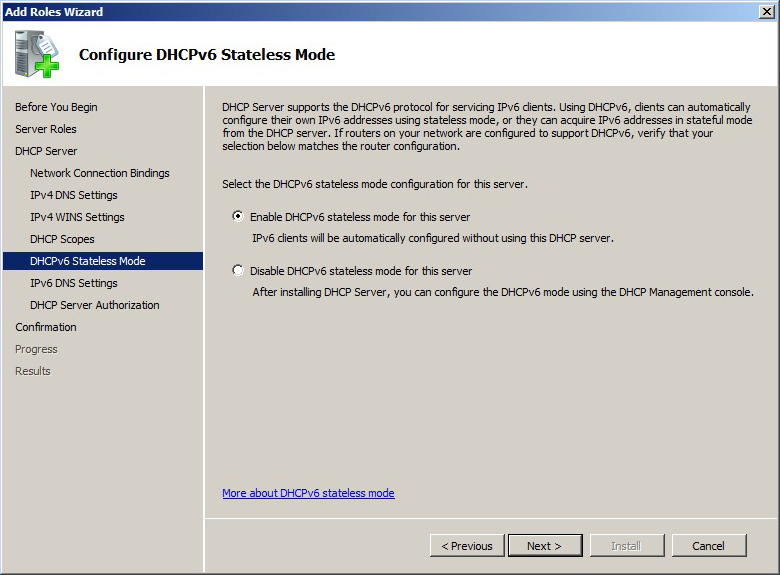 Add Roles Wizard
Configure DHCPv6 Stateless Mode
Before You Begin
Server Roles
DHCP Server
Network Connection Bindings
IPv4 DNS Settings
IPv4 WINS Settings
DHCP Scopes
DHCPv6 Stateless Mode
IPv6 DNS Settings
DHCP Server Authorization
Confirmation
Progress
Results
DHCP Server supports the DHCPv6 protocol for servicing IPv6 clients. Using DHCPv6, clients can automatically
configure their own IPv6 addresses using stateless mode, or they can acquire IPv6 addresses in stateful mode
from the DHCP server. If routers on your network are configured to support DHCPv6, verify that your
selection below matches the router configuration.
Select the DHCPv6 stateless mode configuration for this server.
Enable DHCPv6 stateless mode for this server
IPv6 clients will be automatically configured without using this DHCP server.
Disable DHCPv6 stateless mode for this server
After installing DHCP Server, you can configure the DHCPv6 mode using the DHCP Management console.
More about DHCPv6 stateless mode
< Previous
Next >
Install
Cancel